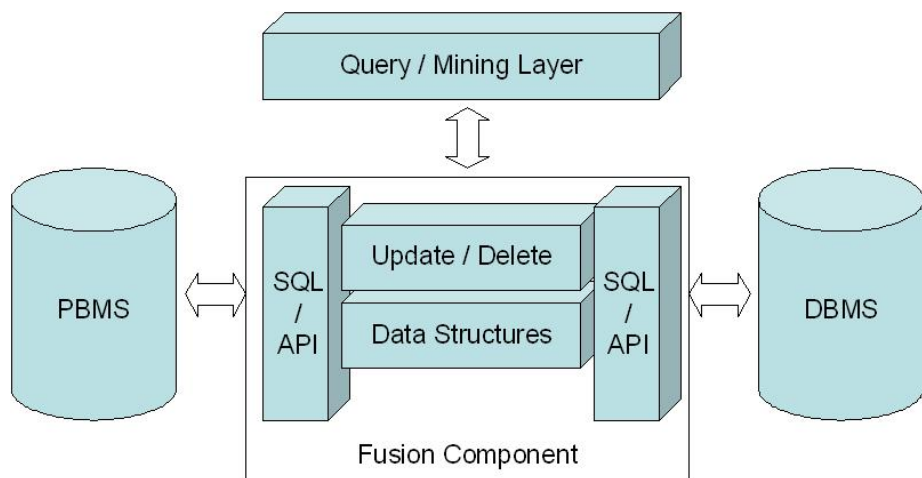 Query / Mining Layer
PBMS
SQL
/
API
Update / Delete
Data Structures
SQL
/
API
DBMS
Fusion Component